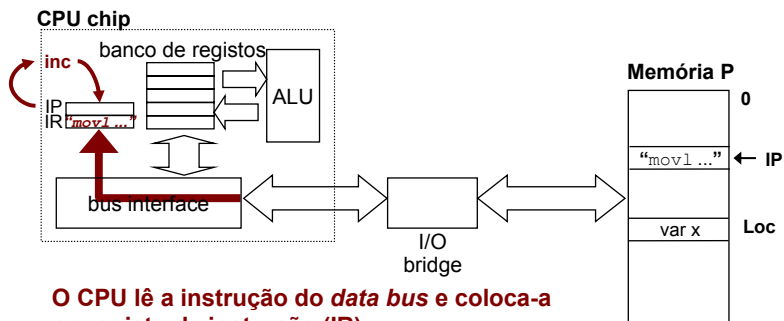 CPU chip
banco de registos
inc
Memória P
0
ALU
IP
IR "movl ..."
"movl ..." IP
bus interface
var x Loc
I/O
bridge
O CPU lê a instrução do data bus e coloca-a